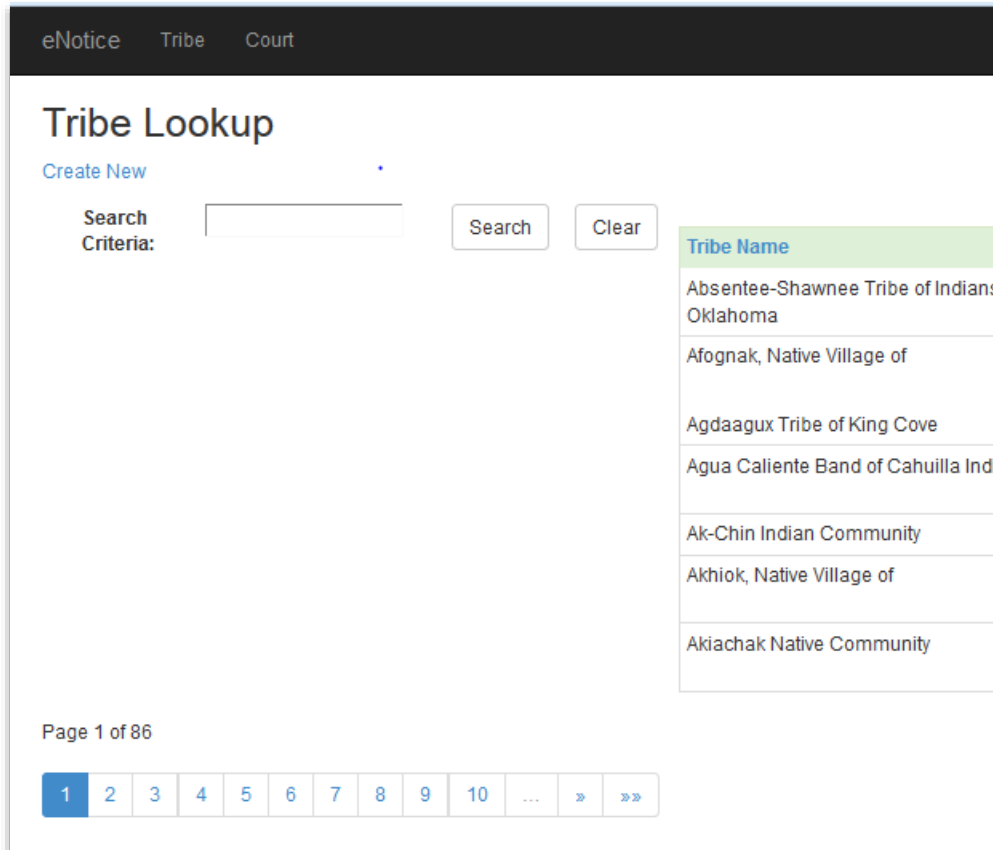 eNotice Tribe Court
Tribe Lookup
Create New
Search
Criteria:
Search Clear
Tribe Name
Absentee-Shawnee Tribe of Indians
Oklahoma
Afognak, Native Village of
Agdaagux Tribe of King Cove
Agua Caliente Band of Cahuilla Ind
Ak-Chin Indian Community
Akhiok, Native Village of
Akiachak Native Community
Page 1 of 86
1 2 3 4 5 6 7 8 9 10 ... » »»